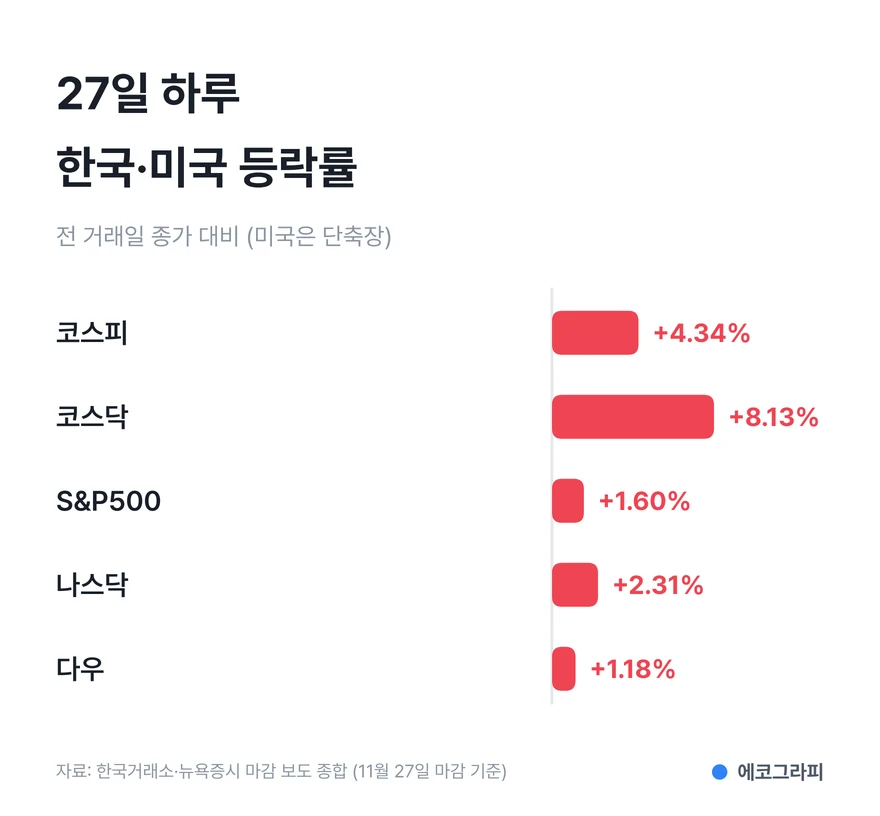 27일 하루
한국·미국 등락률
전 거래일 종가 대비 (미국은 단축장)
코스피 +4.34%
코스닥 +8.13%
S&P500 +1.60%
나스닥 +2.31%
다우 +1.18%
자료: 한국거래소·뉴욕증시 마감 보도 종합 (11월 27일 마감 기준)
에코그라피